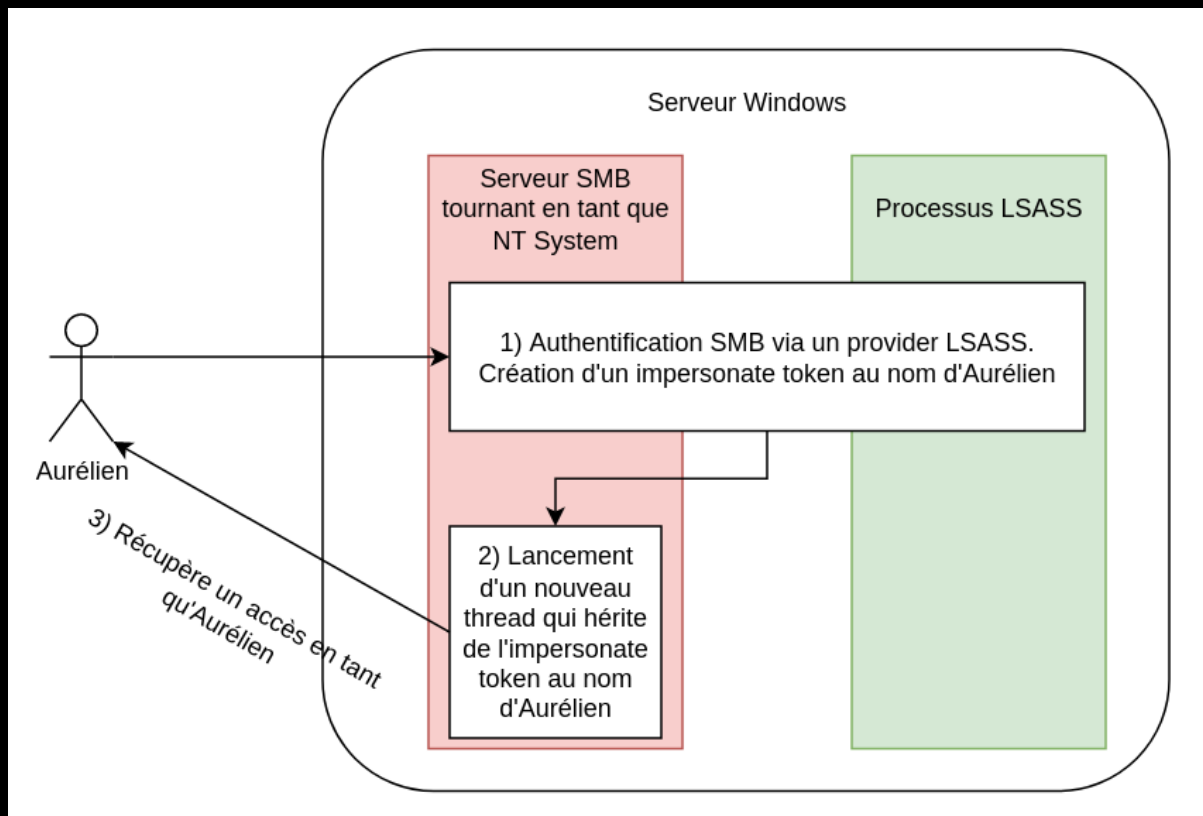 Serveur Windows
Serveur SMB
tournant en tant que
NT System
Processus LSASS
1) Authentification SMB via un provider LSASS.
Création d'un impersonate token au nom d'Aurélien
Aurélien
2) Lancement
d'un nouveau
thread qui hérite
de l'impersonate
token au nom
d'Aurélien
3) Récupère un accès en tant
qu'Aurélien